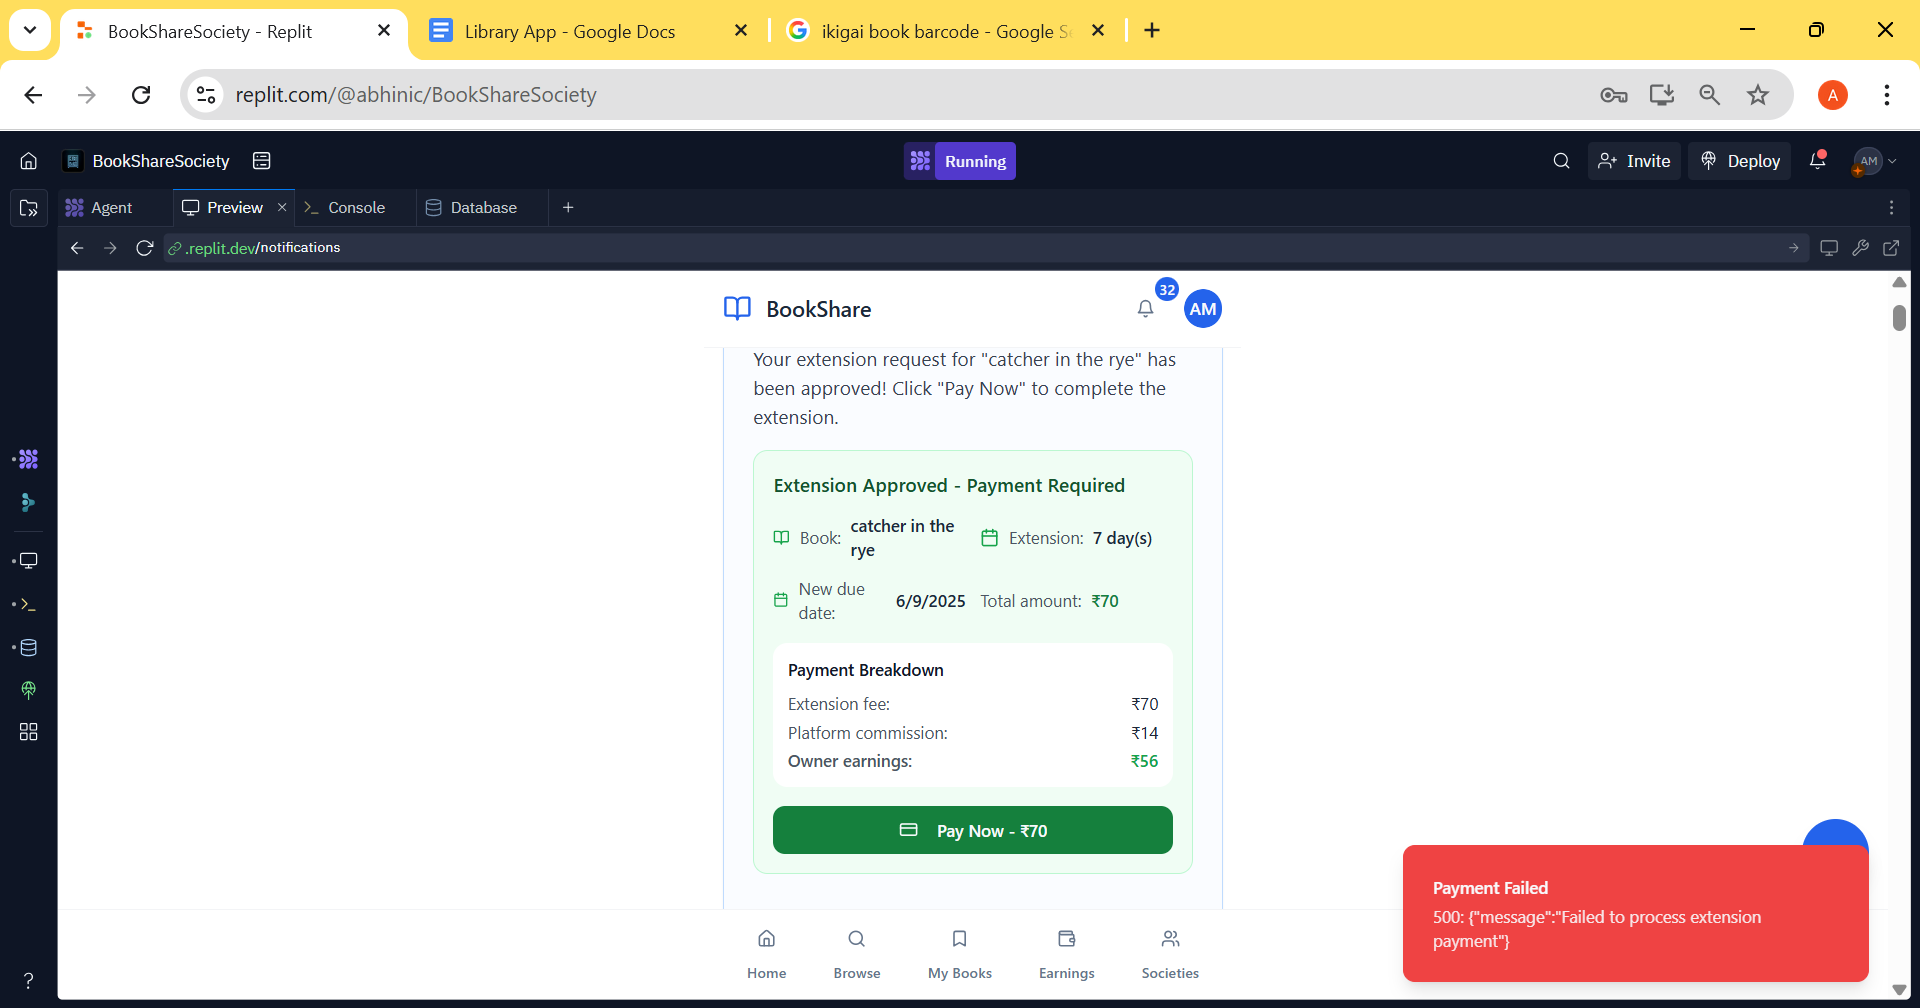 BookShareSociety - Replit
Library App - Google Docs
ikigai book barcode - Google Se
replit.com/@abhinic/BookShareSociety
A
BookShareSociety
Running
Invite
Deploy
AM
Agent
Preview
Console
Database
.replit.dev/notifications
BookShare
32
AM
Your extension request for "catcher in the rye" has
been approved! Click "Pay Now" to complete the
extension.
Extension Approved - Payment Required
Book: catcher in the rye
Extension: 7 day(s)
New due date: 6/9/2025
Total amount: ₹70
Payment Breakdown
Extension fee: ₹70
Platform commission: ₹14
Owner earnings: ₹56
Pay Now - ₹70
Payment Failed
500: {"message":"Failed to process extension
payment"}
Home
Browse
My Books
Earnings
Societies
?